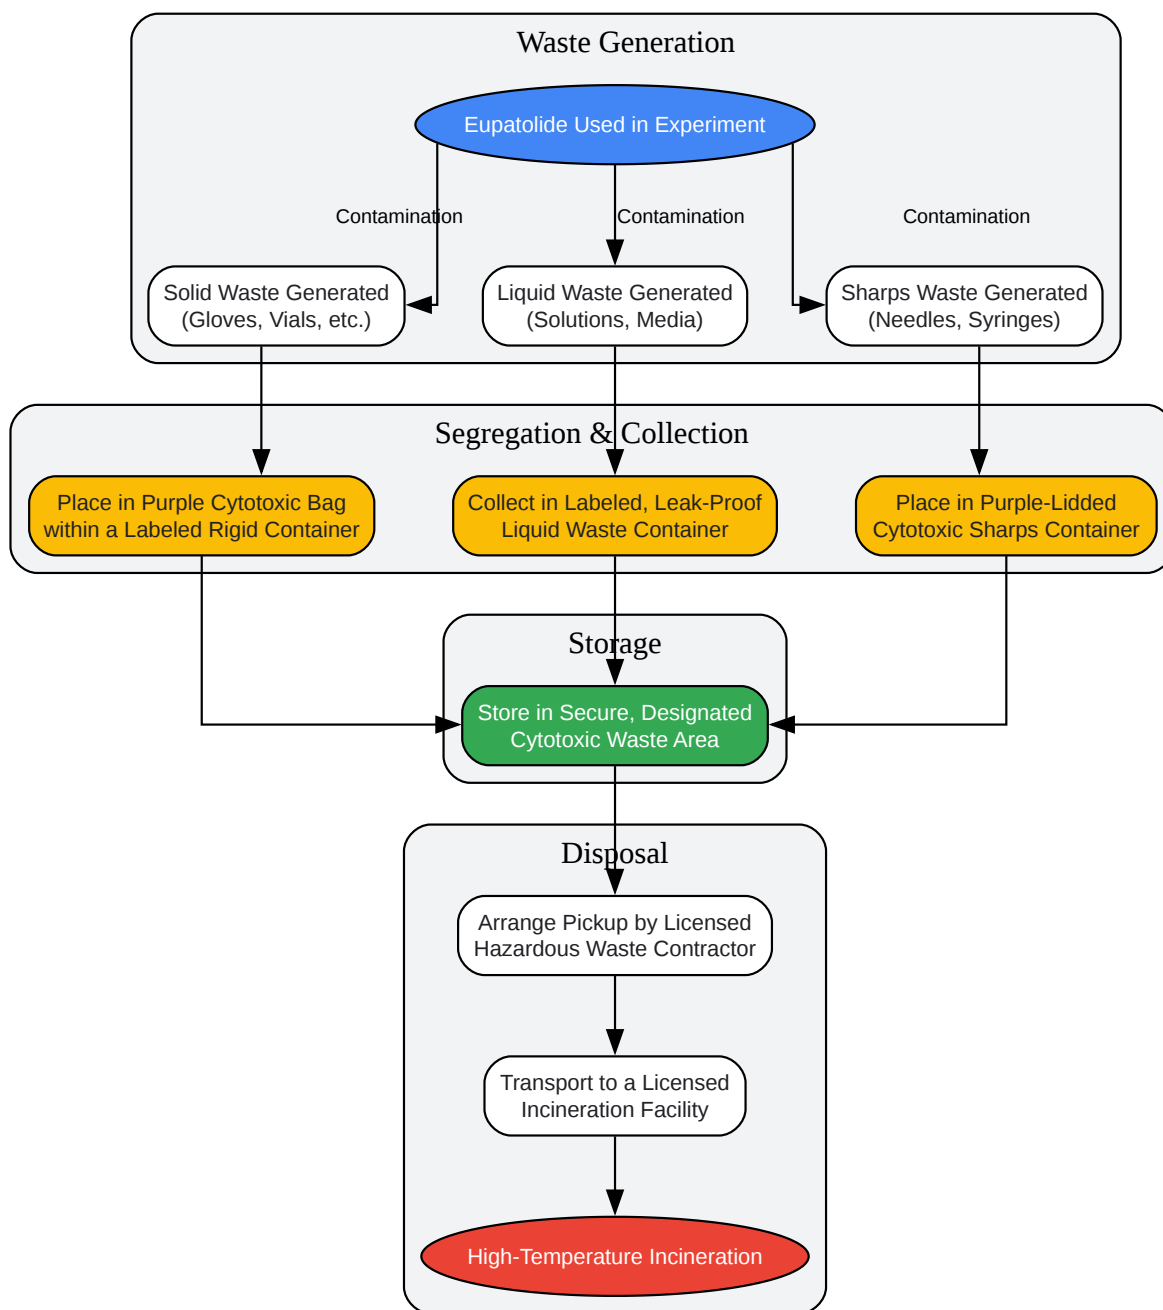 Waste Generation
Eupatolide Used in Experiment
Contamination
Contamination
Contamination
Solid Waste Generated
(Gloves, Vials, etc.)
Liquid Waste Generated
(Solutions, Media)
Sharps Waste Generated
(Needles, Syringes)
Segregation & Collection
Place in Purple Cytotoxic Bag
within a Labeled Rigid Container
Collect in Labeled, Leak-Proof
Liquid Waste Container
Place in Purple-Lidded
Cytotoxic Sharps Container
Storage
Store in Secure, Designated
Cytotoxic Waste Area
Disposal
Arrange Pickup by Licensed
Hazardous Waste Contractor
Transport to a Licensed
Incineration Facility
High-Temperature Incineration